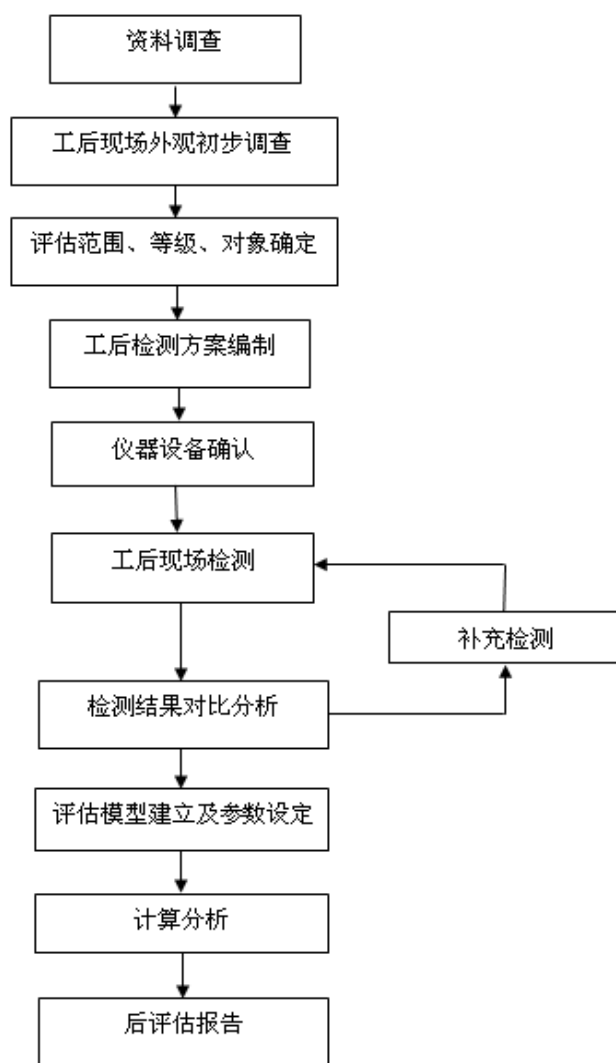 资料调查
工后现场外观初步调查
评估范围、等级、对象确定
工后检测方案编制
仪器设备确认
工后现场检测
补充检测
检测结果对比分析
评估模型建立及参数设定
计算分析
后评估报告